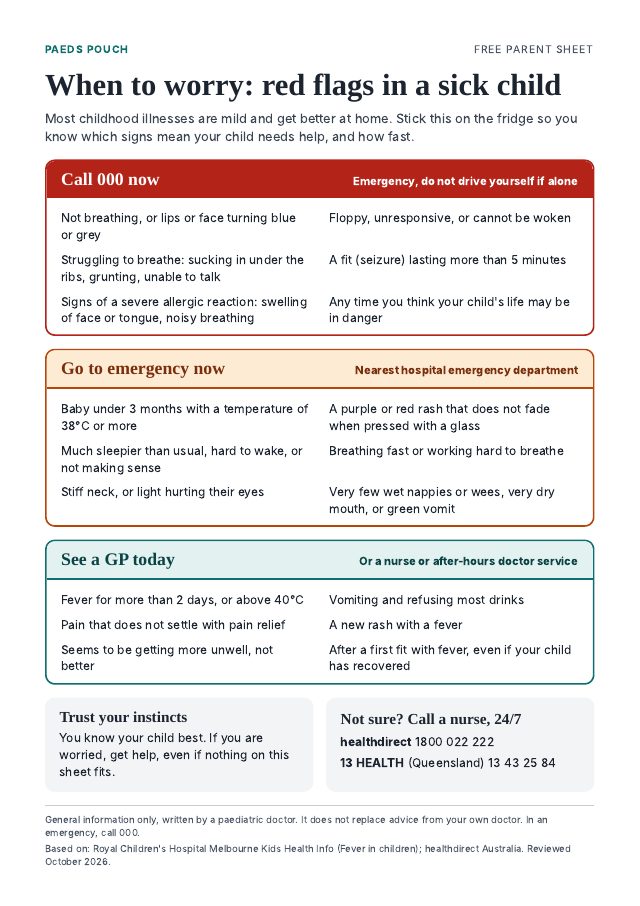 PAEDS POUCH
FREE PARENT SHEET
When to worry: red flags in a sick child
Most childhood illnesses are mild and get better at home. Stick this on the fridge so you
know which signs mean your child needs help, and how fast.
Call 000 now
Emergency, do not drive yourself if alone
Not breathing, or lips or face turning blue
or grey
Floppy, unresponsive, or cannot be woken
Struggling to breathe: sucking in under the
ribs, grunting, unable to talk
A fit (seizure) lasting more than 5 minutes
Signs of a severe allergic reaction: swelling
of face or tongue, noisy breathing
Any time you think your child's life may be
in danger
Go to emergency now
Nearest hospital emergency department
Baby under 3 months with a temperature of
38°C or more
A purple or red rash that does not fade
when pressed with a glass
Much sleepier than usual, hard to wake, or
not making sense
Breathing fast or working hard to breathe
Stiff neck, or light hurting their eyes
Very few wet nappies or wees, very dry
mouth, or green vomit
See a GP today
Or a nurse or after-hours doctor service
Fever for more than 2 days, or above 40°C
Vomiting and refusing most drinks
Pain that does not settle with pain relief
A new rash with a fever
Seems to be getting more unwell, not
better
After a first fit with fever, even if your child
has recovered
Trust your instincts
You know your child best. If you are
worried, get help, even if nothing on this
sheet fits.
Not sure? Call a nurse, 24/7
healthdirect 1800 022 222
13 HEALTH (Queensland) 13 43 25 84
General information only, written by a paediatric doctor. It does not replace advice from your own doctor. In an
emergency, call 000.
Based on: Royal Children's Hospital Melbourne Kids Health Info (Fever in children); healthdirect Australia. Reviewed
October 2026.